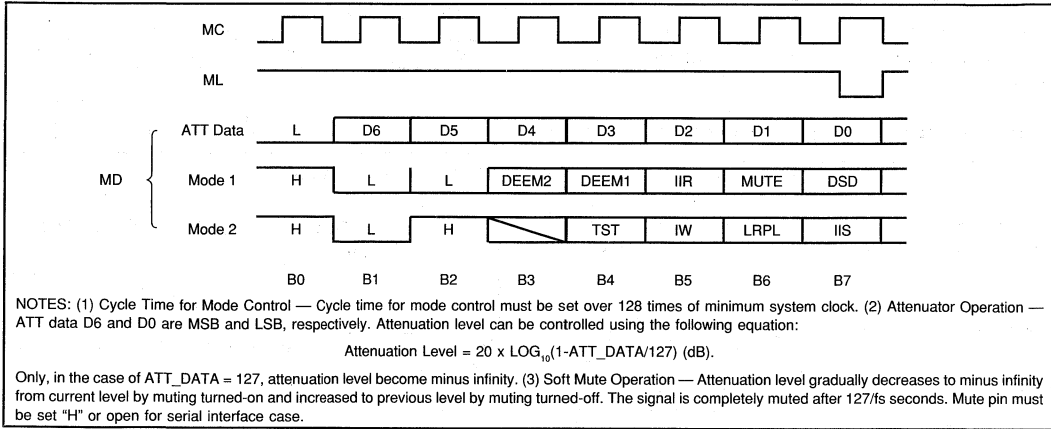 MC
ML
ATT Data L D6 D5 D4 D3 D2 D1 D0
MD
Mode 1 H L L DEEM2 DEEM1 IIR MUTE DSD
Mode 2 H L H TST IW LRPL IIS
B0 B1 B2 B3 B4 B5 B6 B7
NOTES: (1) Cycle Time for Mode Control — Cycle time for mode control must be set over 128 times of minimum system clock. (2) Attenuator Operation —
ATT data D6 and D0 are MSB and LSB, respectively. Attenuation level can be controlled using the following equation:
Attenuation Level = 20 x LOG₁₀(1-ATT_DATA/127) (dB).
Only, in the case of ATT_DATA = 127, attenuation level become minus infinity. (3) Soft Mute Operation — Attenuation level gradually decreases to minus infinity
from current level by muting turned-on and increased to previous level by muting turned-off. The signal is completely muted after 127/fs seconds. Mute pin must
be set “H” or open for serial interface case.